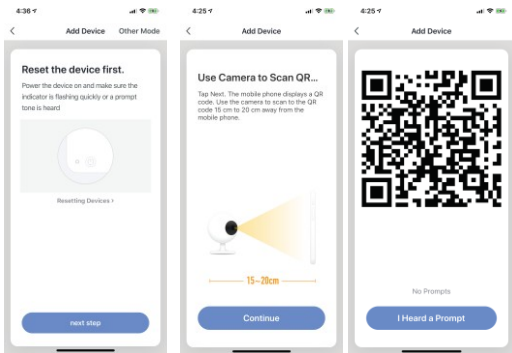 4:36
Add Device
Other Mode
Reset the device first.
Power the device on and make sure the
indicator is flashing quickly or a prompt
tone is heard
Resetting Devices >
next step
4:25
Add Device
Use Camera to Scan QR...
Tap Next. The mobile phone displays a QR
code. Use the camera to scan to the QR
code 15 cm to 20 cm away from the
mobile phone.
15~20cm
Continue
4:25
Add Device
No Prompts
I Heard a Prompt